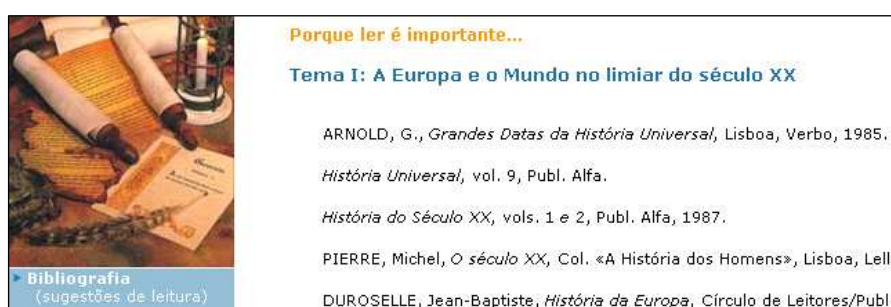 Porque ler é importante...
Tema I: A Europa e o Mundo no limiar do século XX
ARNOLD, G., Grandes Datas da História Universal, Lisboa, Verbo, 1985.
História Universal, vol. 9, Publ. Alfa.
História do Século XX, vols. 1 e 2, Publ. Alfa, 1987.
PIERRE, Michel, O século XX, Col. «A História dos Homens», Lisboa, Lell
DUROSELLE, Jean-Baptiste, História da Europa, Círculo de Leitores/Publ
Bibliografia
(sugestões de leitura)